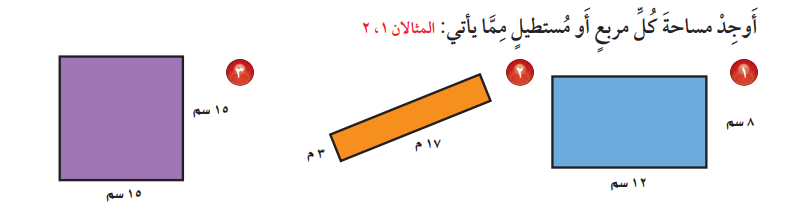 أَوجِدْ مساحةَ كُلِّ مربعٍ أَو مُستطيلٍ مِمَّا يأتي: المثالان ١، ٢
١
٨ سم
١٢ سم
٢
١٧ م
٣ م
٣
١٥ سم
١٥ سم